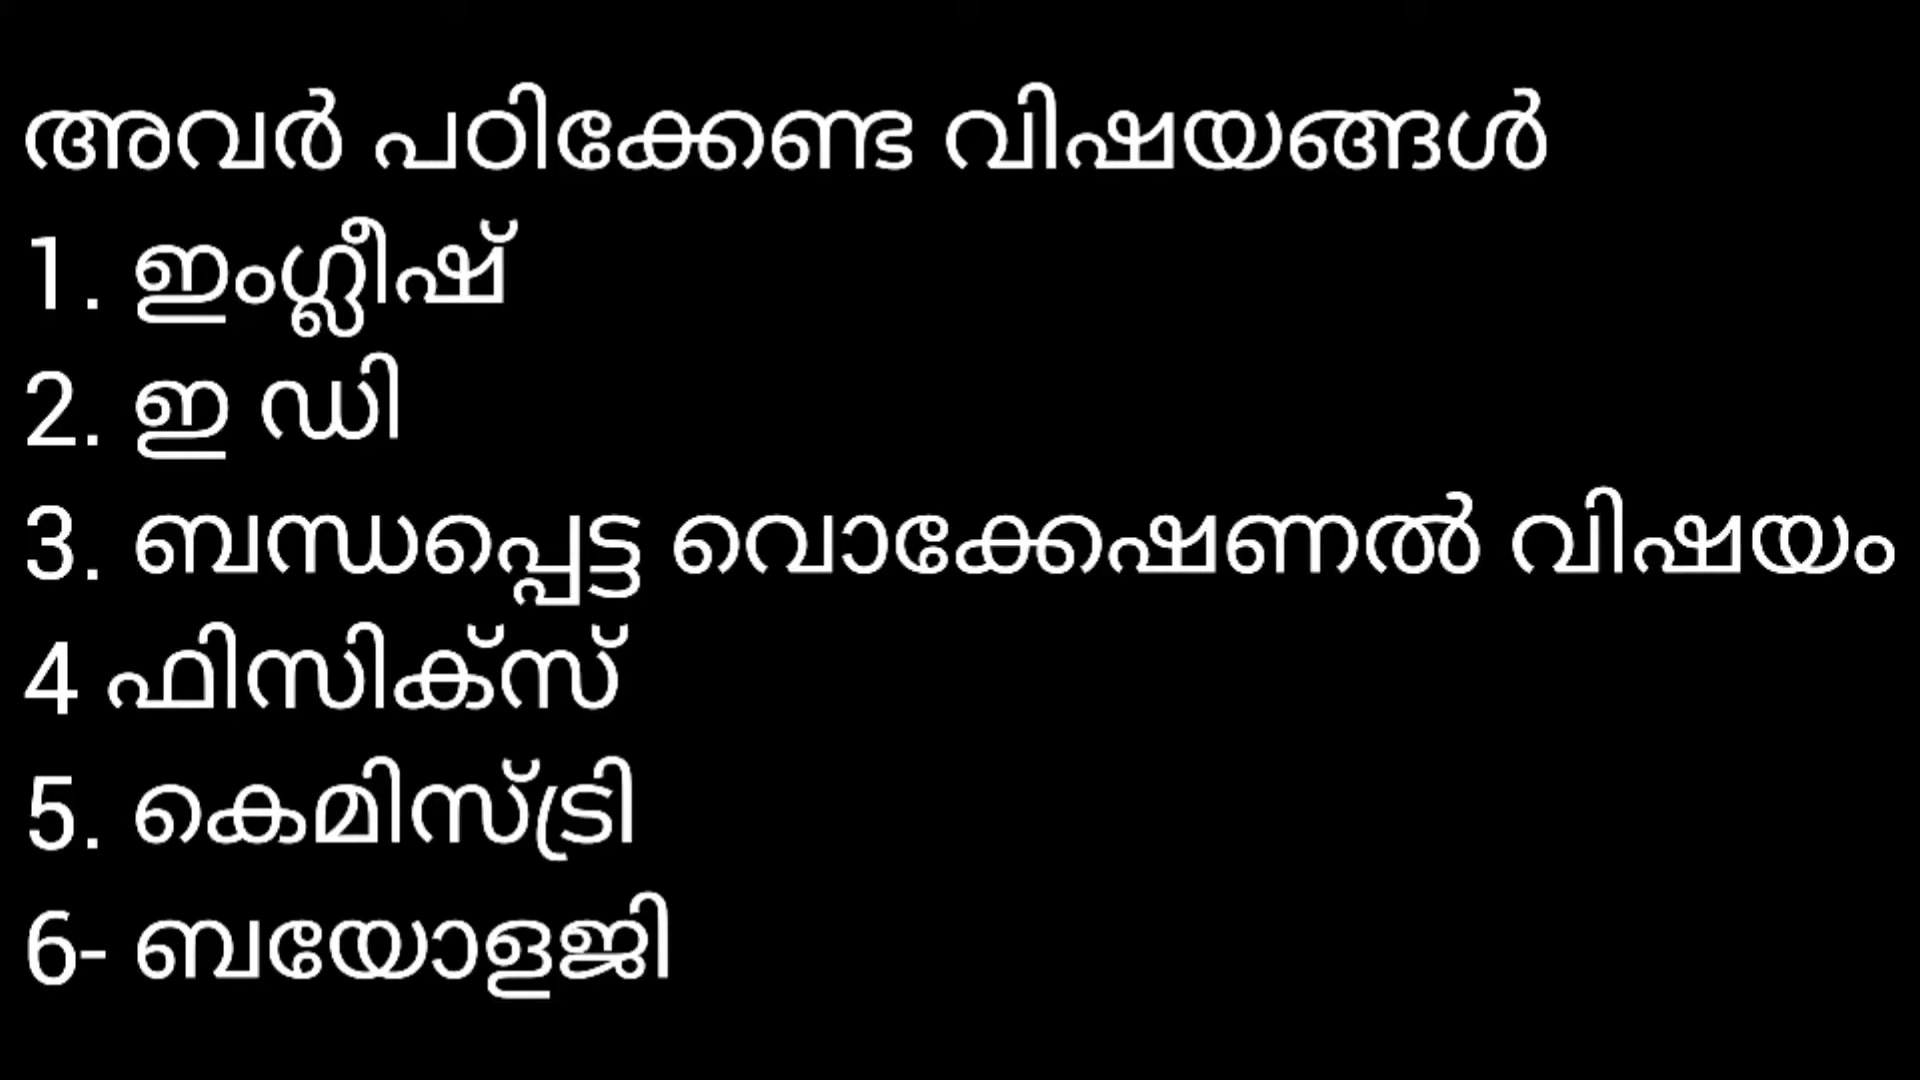 അവർ പഠിക്കേണ്ട വിഷയങ്ങൾ
1. ഇംഗ്ലീഷ്
2. ഇ ഡി
3. ബന്ധപ്പെട്ട വൊക്കേഷണൽ വിഷയം
4 ഫിസിക്സ്
5. കെമിസ്ട്രി
6- ബയോളജി